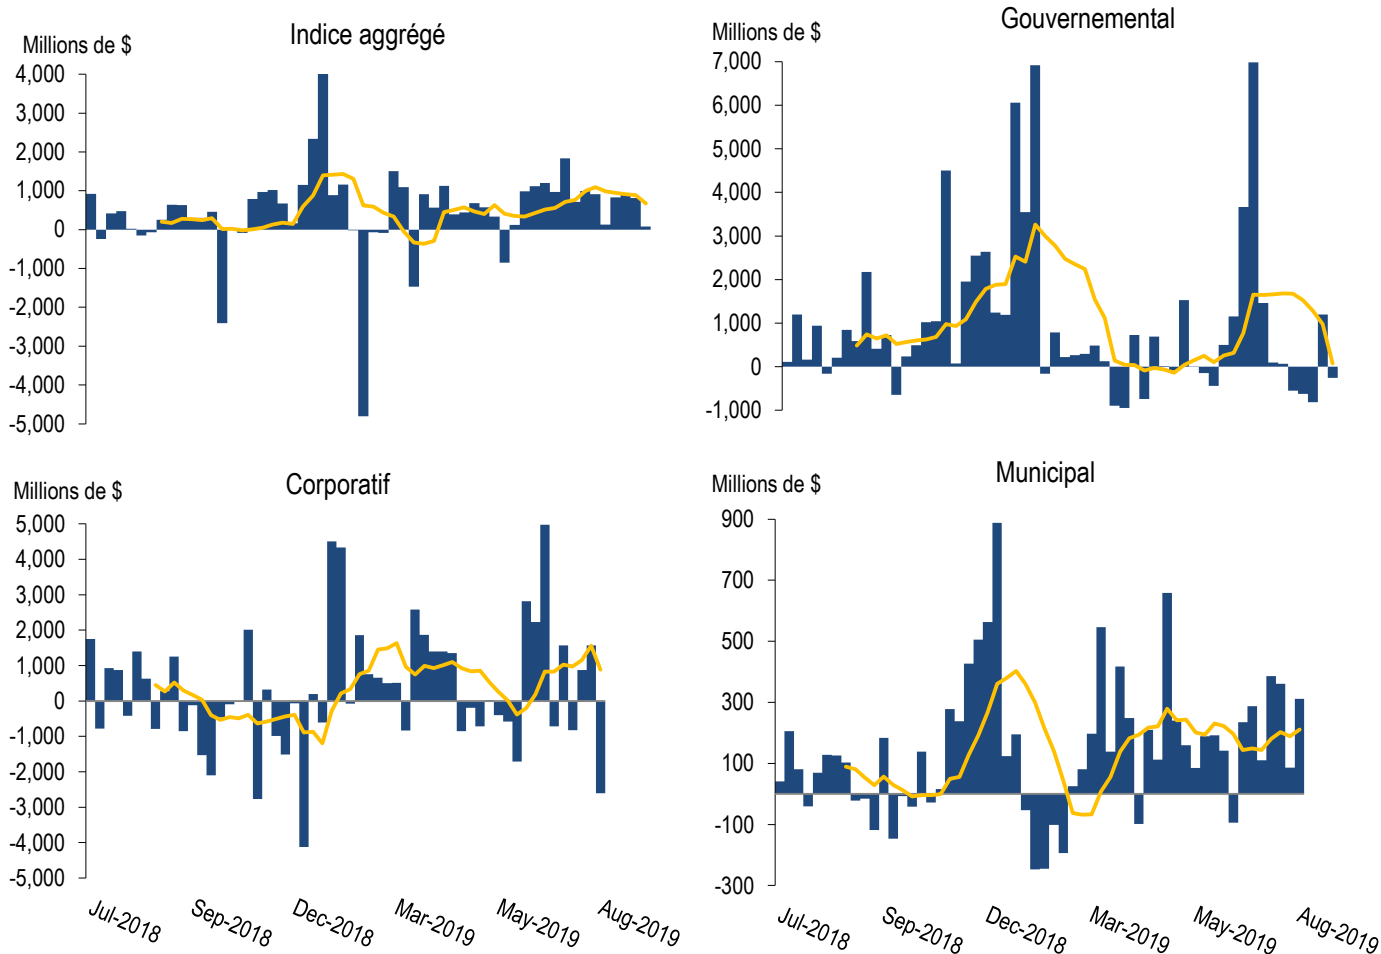 Indice aggrégé
Millions de $
4,000
3,000
2,000
1,000
0
-1,000
-2,000
-3,000
-4,000
-5,000
Gouvernemental
Millions de $
7,000
6,000
5,000
4,000
3,000
2,000
1,000
0
-1,000
Corporatif
Millions de $
5,000
4,000
3,000
2,000
1,000
0
-1,000
-2,000
-3,000
-4,000
-5,000
Jul-2018
Sep-2018
Dec-2018
Mar-2019
May-2019
Aug-2019
Municipal
Millions de $
900
700
500
300
100
-100
-300
Jul-2018
Sep-2018
Dec-2018
Mar-2019
May-2019
Aug-2019